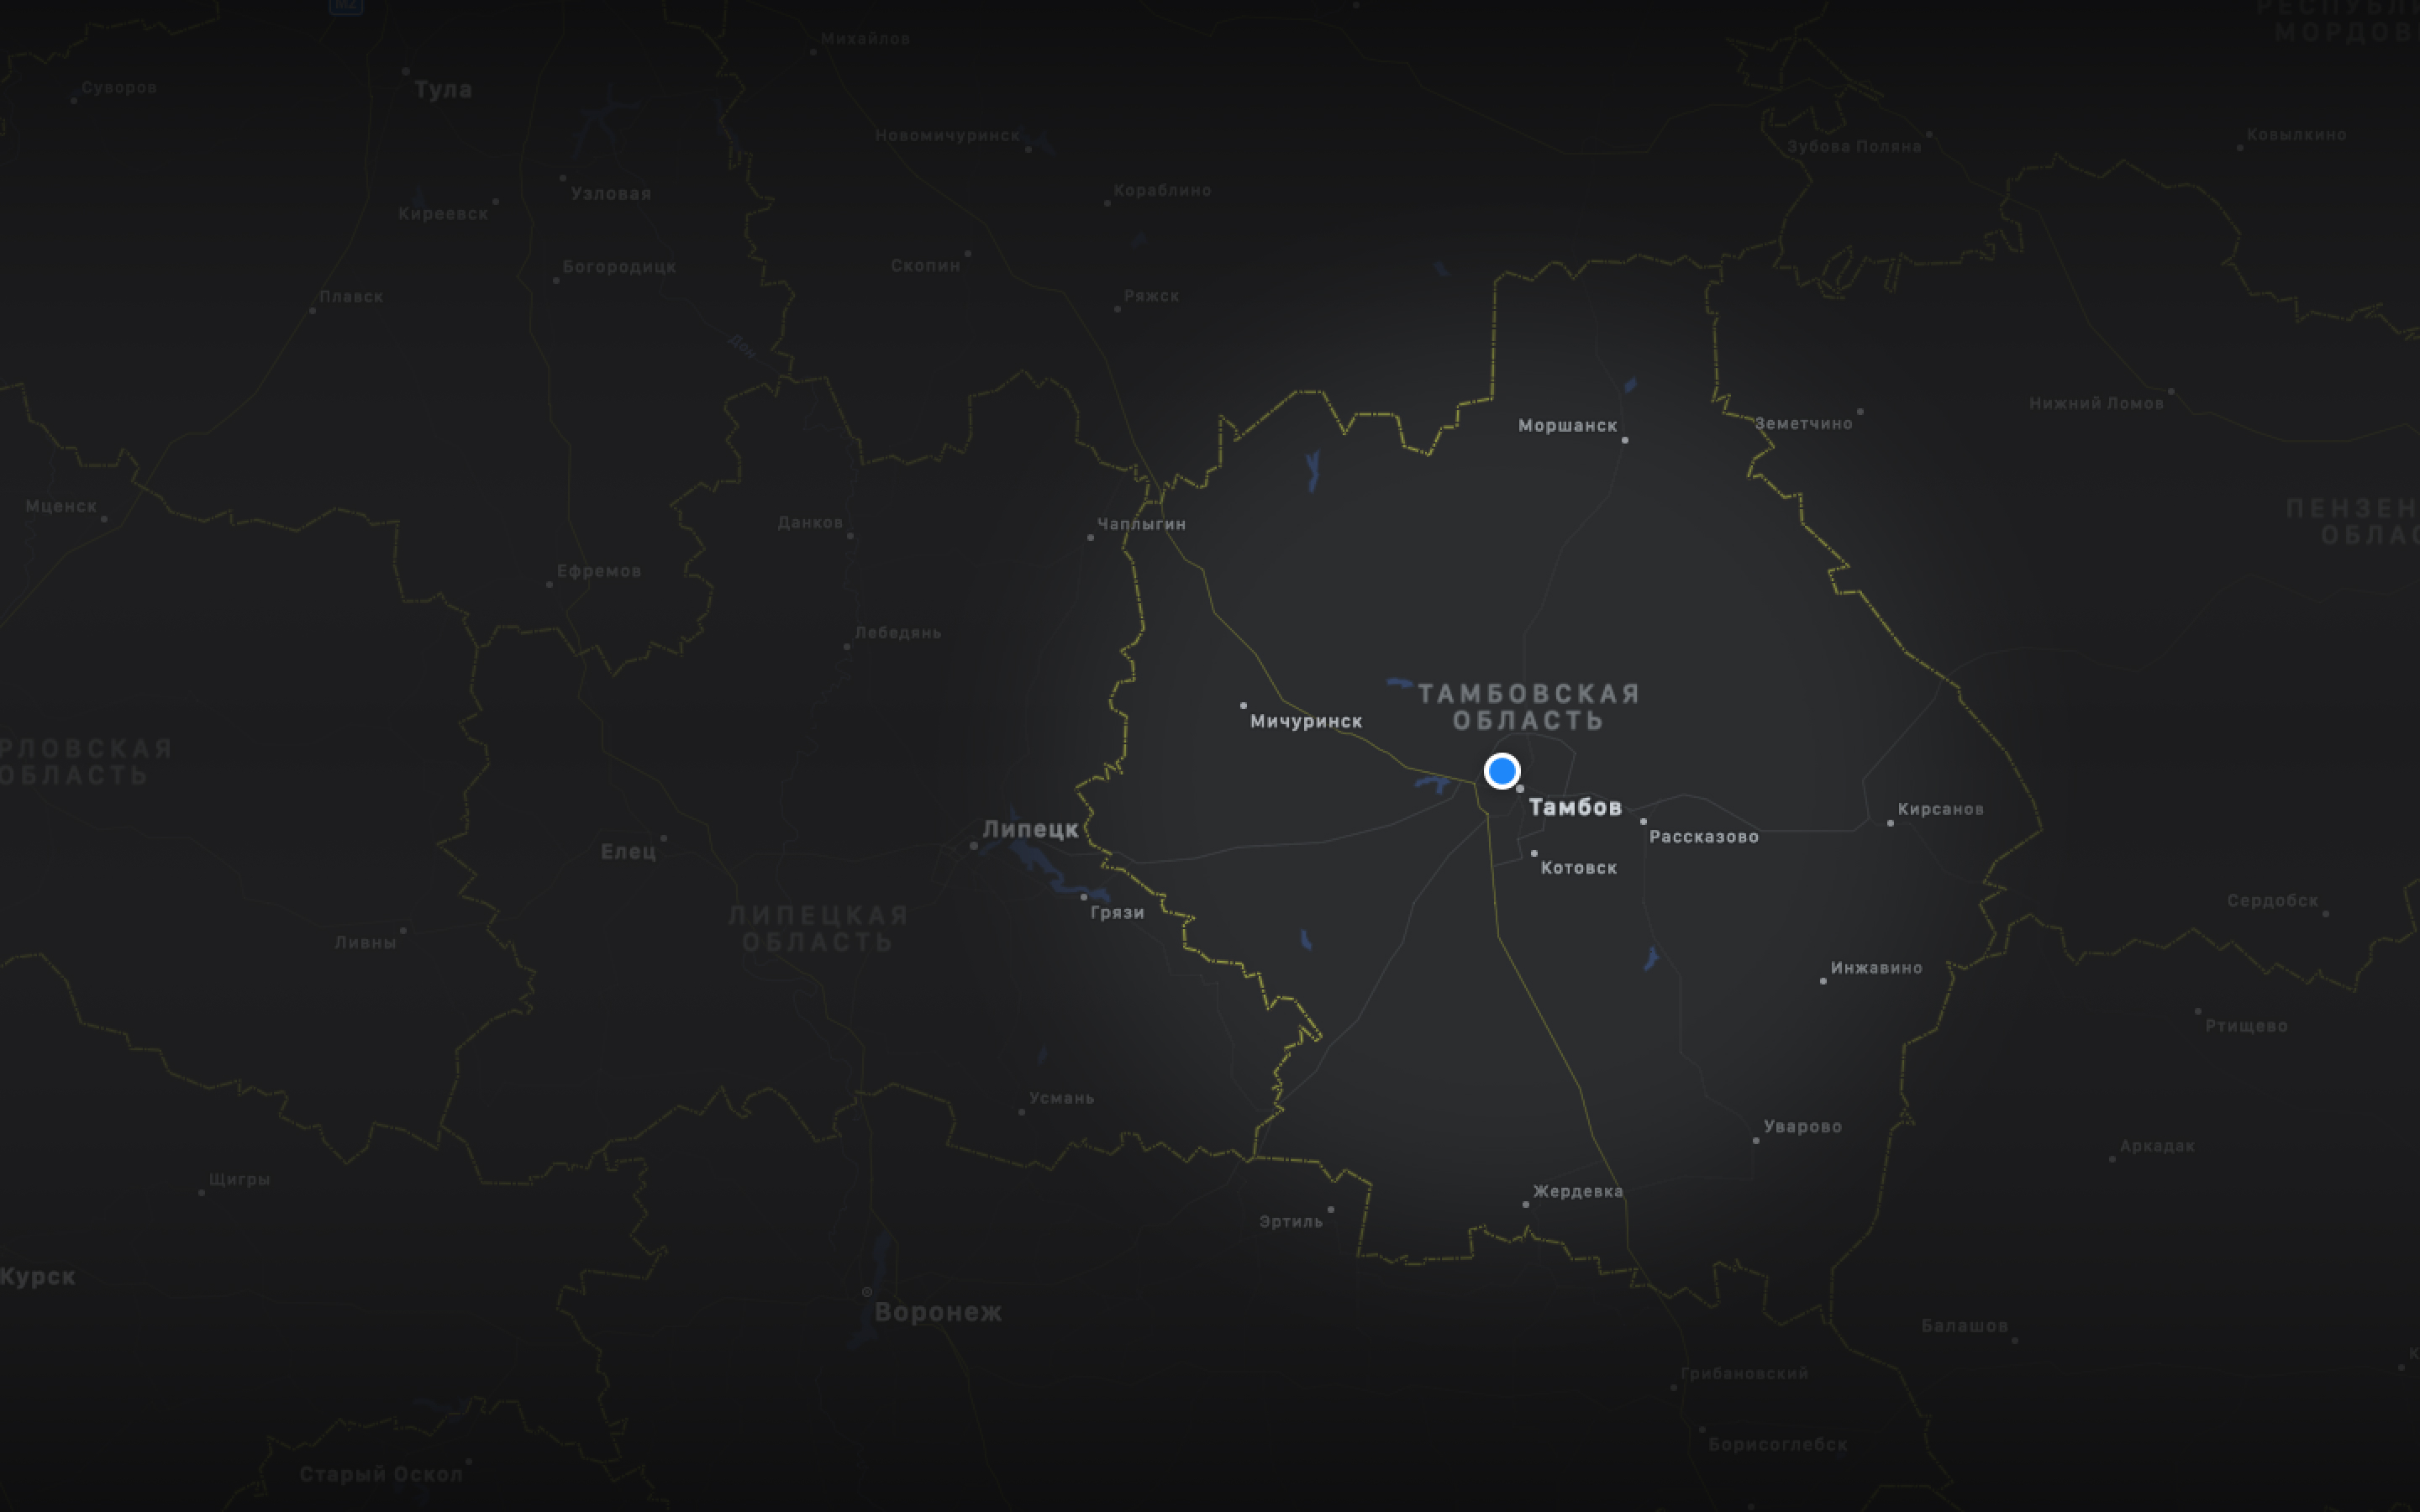 M2
РЕСПУБЛ
МОРДОВ
Михайлов
Суворов
Тула
Новомичуринск
Зубова Поляна
Ковылкино
Узловая
Киреевск
Кораблино
Скопин
Богородицк
Плавск
Ряжск
Дон
Нижний Ломов
Земетчино
Моршанск
Мценск
Данков
Чаплыгин
ПЕНЗЕН
ОБЛАС
Ефремов
Лебедянь
ТАМБОВСКАЯ
ОБЛАСТЬ
Мичуринск
РЛОВСКАЯ
ОБЛАСТЬ
Тамбов
Кирсанов
Рассказово
Липецк
Елец
Котовск
Грязи
ЛИПЕЦКАЯ
ОБЛАСТЬ
Сердобск
Ливны
Инжавино
Ртищево
Усмань
Уварово
Аркадак
Щигры
Жердевка
Эртиль
Курск
Воронеж
Балашов
К
Грибановский
Борисоглебск
Старый Оскол